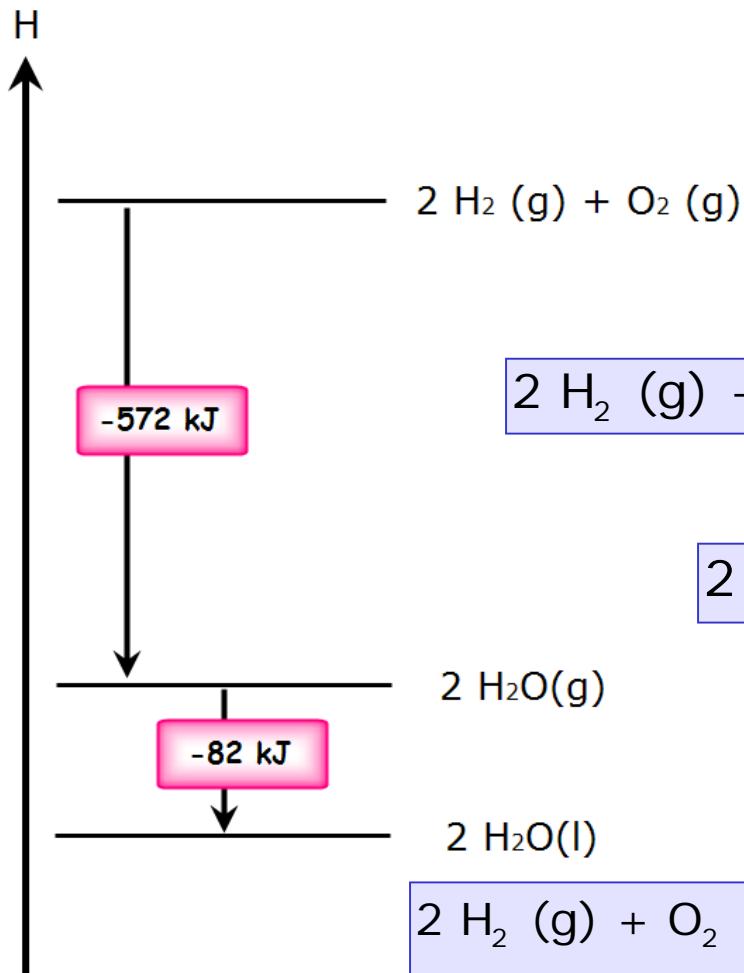 H
2 H₂ (g) + O₂ (g)
2 H₂ (g) -
-572 kJ
2
2 H₂O(g)
-82 kJ
2 H₂O(l)
2 H₂ (g) + O₂